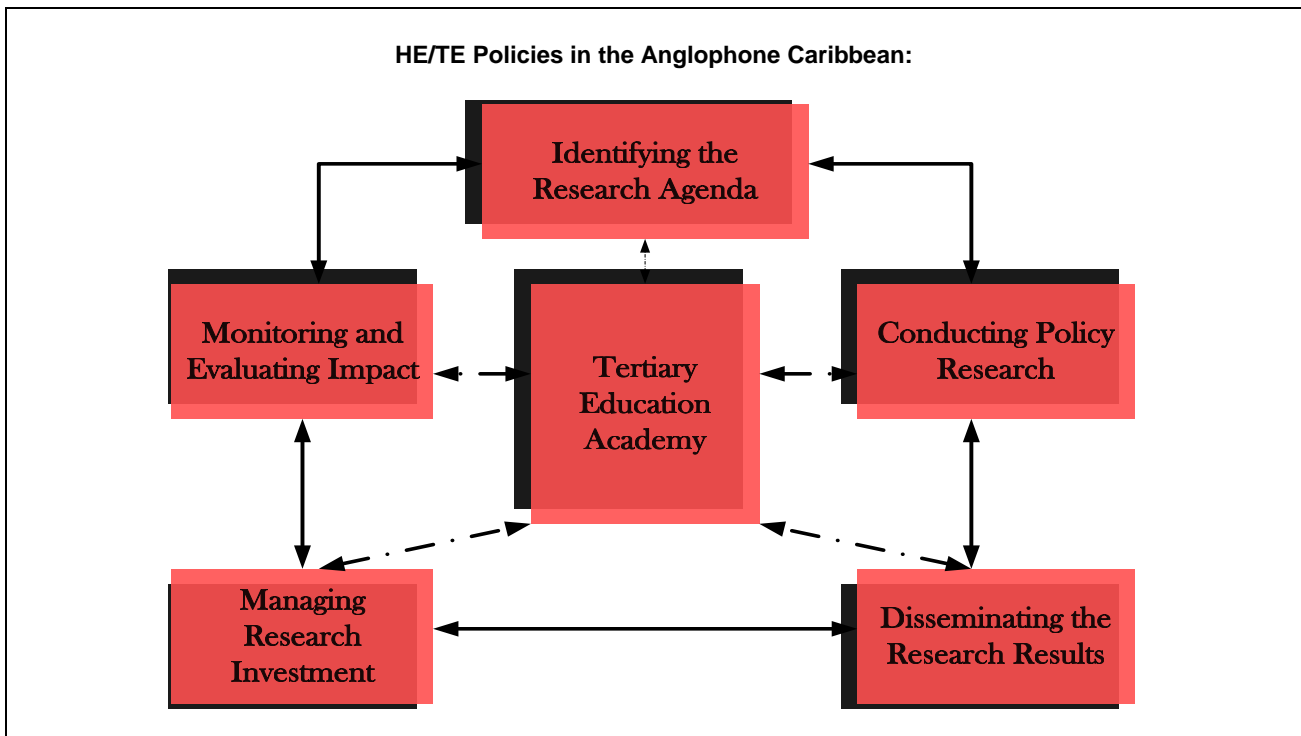 HE/TE Policies in the Anglophone Caribbean:
Identifying the
Research Agenda
Monitoring and
Evaluating Impact
Tertiary
Education
Academy
Conducting Policy
Research
Managing
Research
Investment
Disseminating the
Research Results